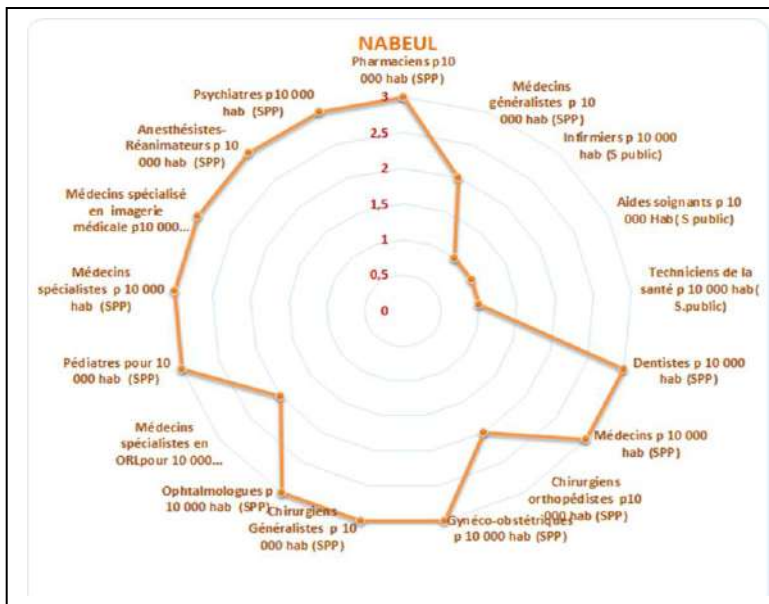 NABEUL
Pharmaciens p10
000 hab (SPP)
Médecins
généralistes p 10
000 hab (SPP)
Infirmiers p 10 000
hab (S public)
Aides soignants p 10
000 Hab( S public)
Techniciens de la
santé p 10 000 hab(
S.public)
Dentistes p 10 000
hab (SPP)
Médecins p 10 000
hab (SPP)
Chirurgiens
orthopédistes p10
000 hab (SPP)
Gynéco-obstétriques
p 10 000 hab (SPP)
Chirurgiens
Généralistes p 10
000 hab (SPP)
Ophtalmologues p
10 000 hab (SPP)
Médecins
spécialistes en
ORLpour 10 000...
Pédiatres pour 10
000 hab (SPP)
Médecins
spécialistes p 10 000
hab (SPP)
Médecins spécialisé
en imagerie
médicale p10 000...
Anesthésistes-
Réanimateurs p 10
000 hab (SPP)
Psychiatres p10 000
hab (SPP)
3
2,5
2
1,5
1
0,5
0